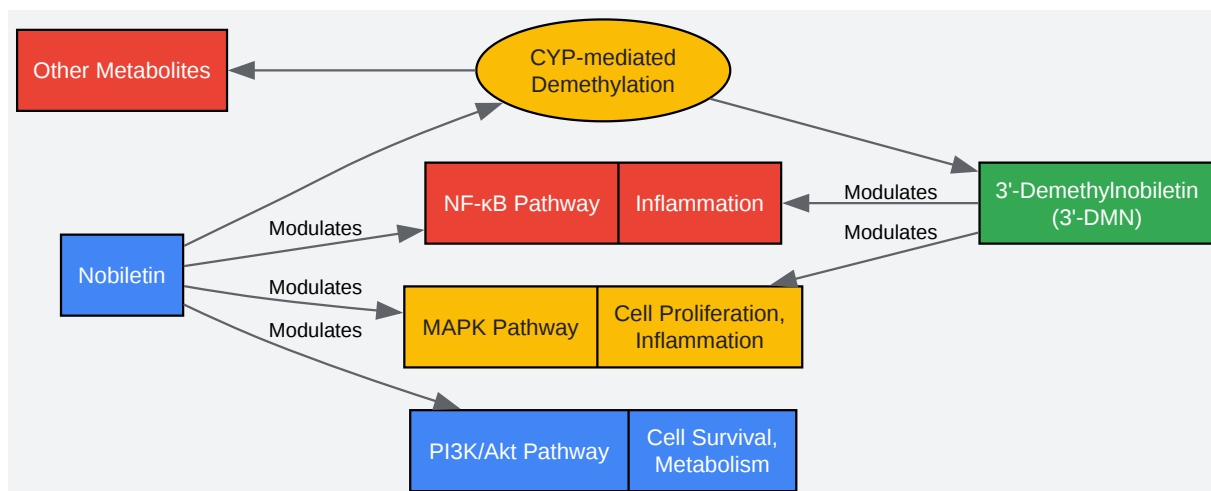 CYP-mediated
Demethylation
Other Metabolites
NF-κB Pathway
Inflammation
Modulates
3'-Demethylnobiletin
(3'-DMN)
Modulates
Modulates
Nobiletin
Modulates
MAPK Pathway
Cell Proliferation,
Inflammation
Modulates
PI3K/Akt Pathway
Cell Survival,
Metabolism